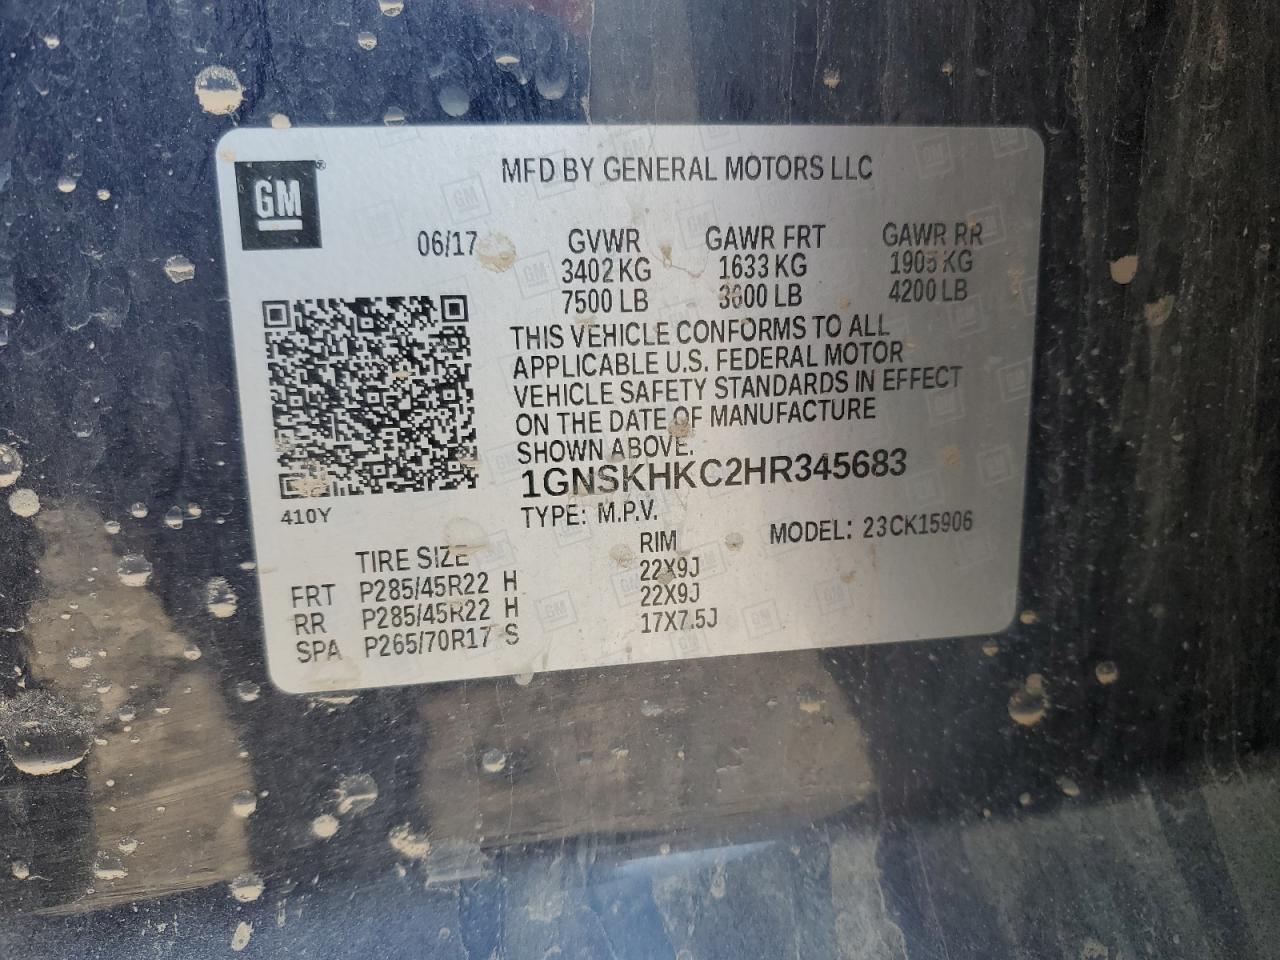 GM
MFD BY GENERAL MOTORS LLC
06/17 GVWR GAWR FRT GAWR RR
3402 KG 1633 KG 1905 KG
7500 LB 3600 LB 4200 LB
THIS VEHICLE CONFORMS TO ALL
APPLICABLE U.S. FEDERAL MOTOR
VEHICLE SAFETY STANDARDS IN EFFECT
ON THE DATE OF MANUFACTURE
SHOWN ABOVE.
1GNSKHKC2HR345683
410Y
TYPE: M.P.V. MODEL: 23CK15906
TIRE SIZE RIM
FRT P285/45R22 H 22X9J
RR P285/45R22 H 22X9J
SPA P265/70R17 S 17X7.5J